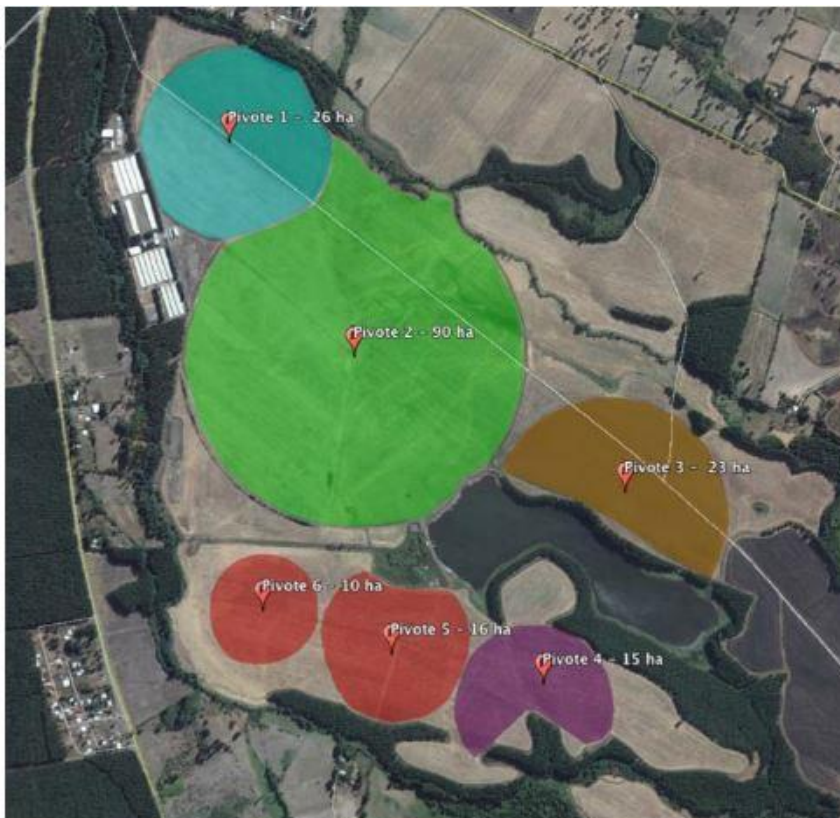 Pivote 1 - 26 ha
Pivote 2 - 90 ha
Pivote 3 - 23 ha
Pivote 6 - 10 ha
Pivote 5 - 16 ha
Pivote 4 - 15 ha